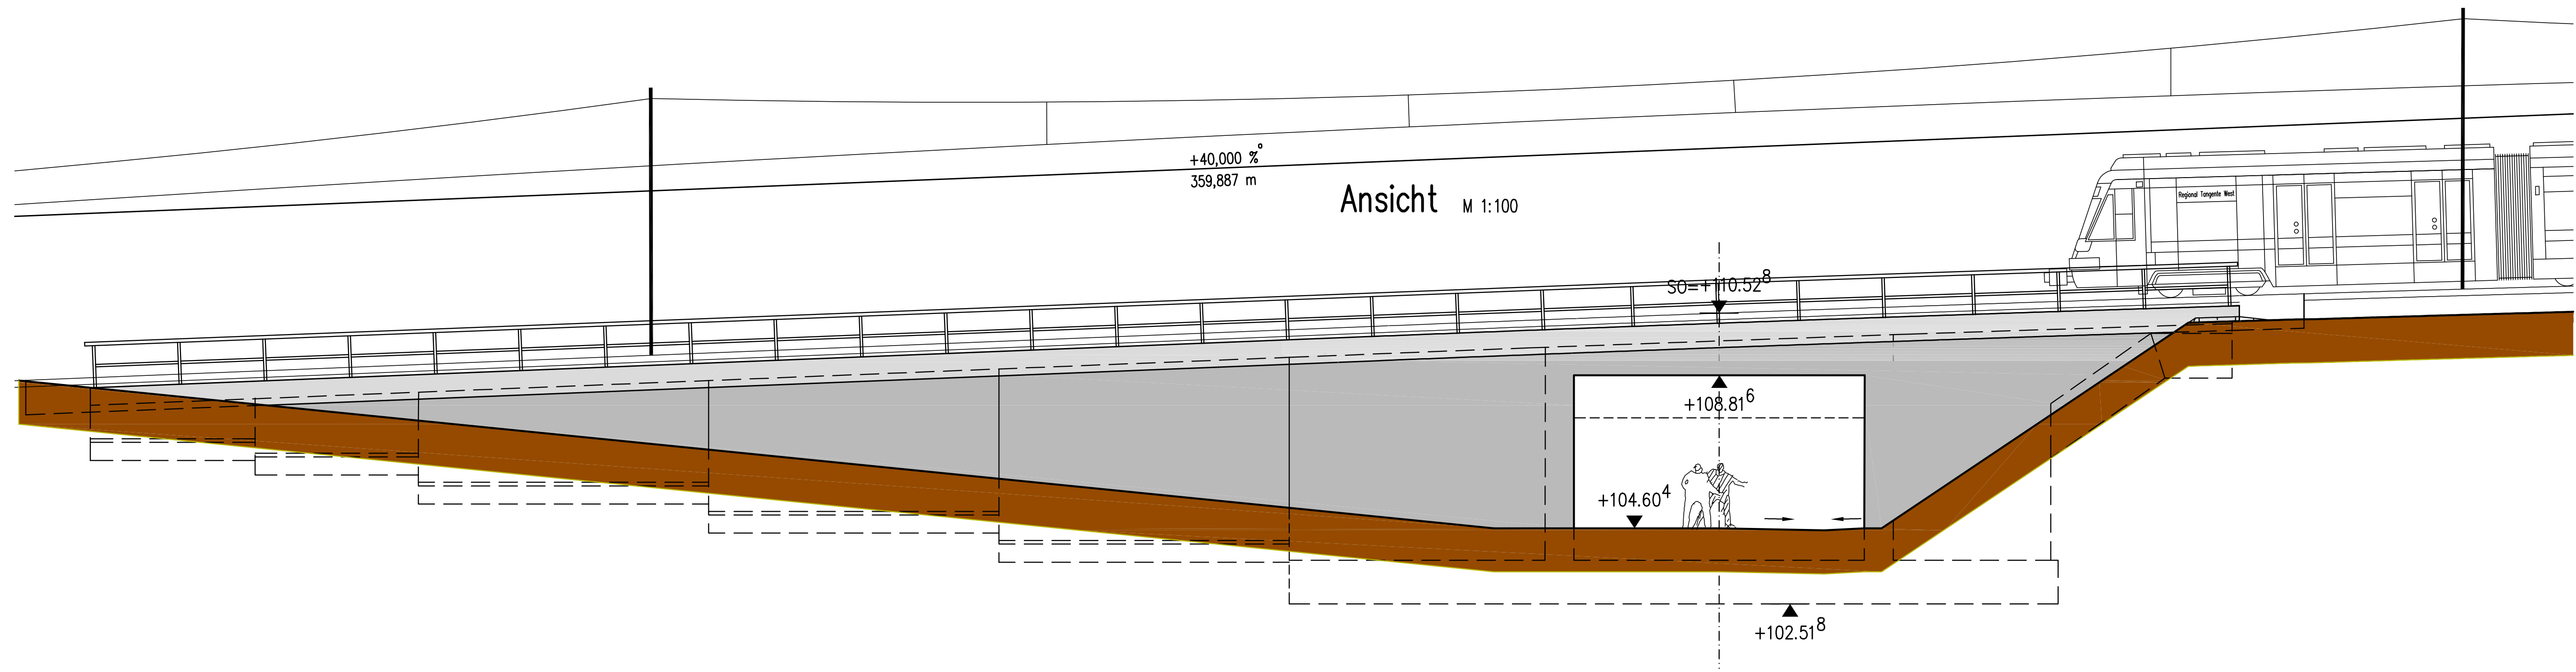 +40,000 %°
359,887 m
Ansicht M 1:100
Regional Tangente West
SO=+110.52⁸
+108.81⁶
+104.60⁴
+102.51⁸